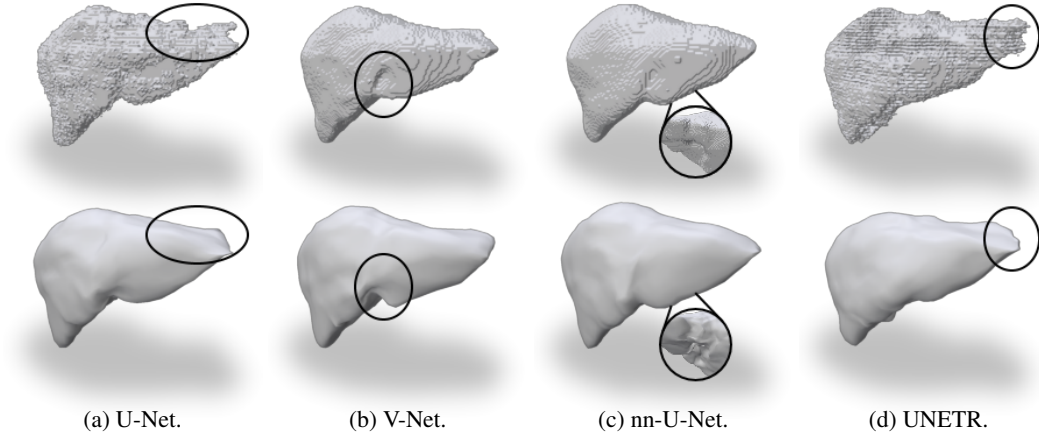 (a) U-Net.
(b) V-Net.
(c) nn-U-Net.
(d) UNETR.